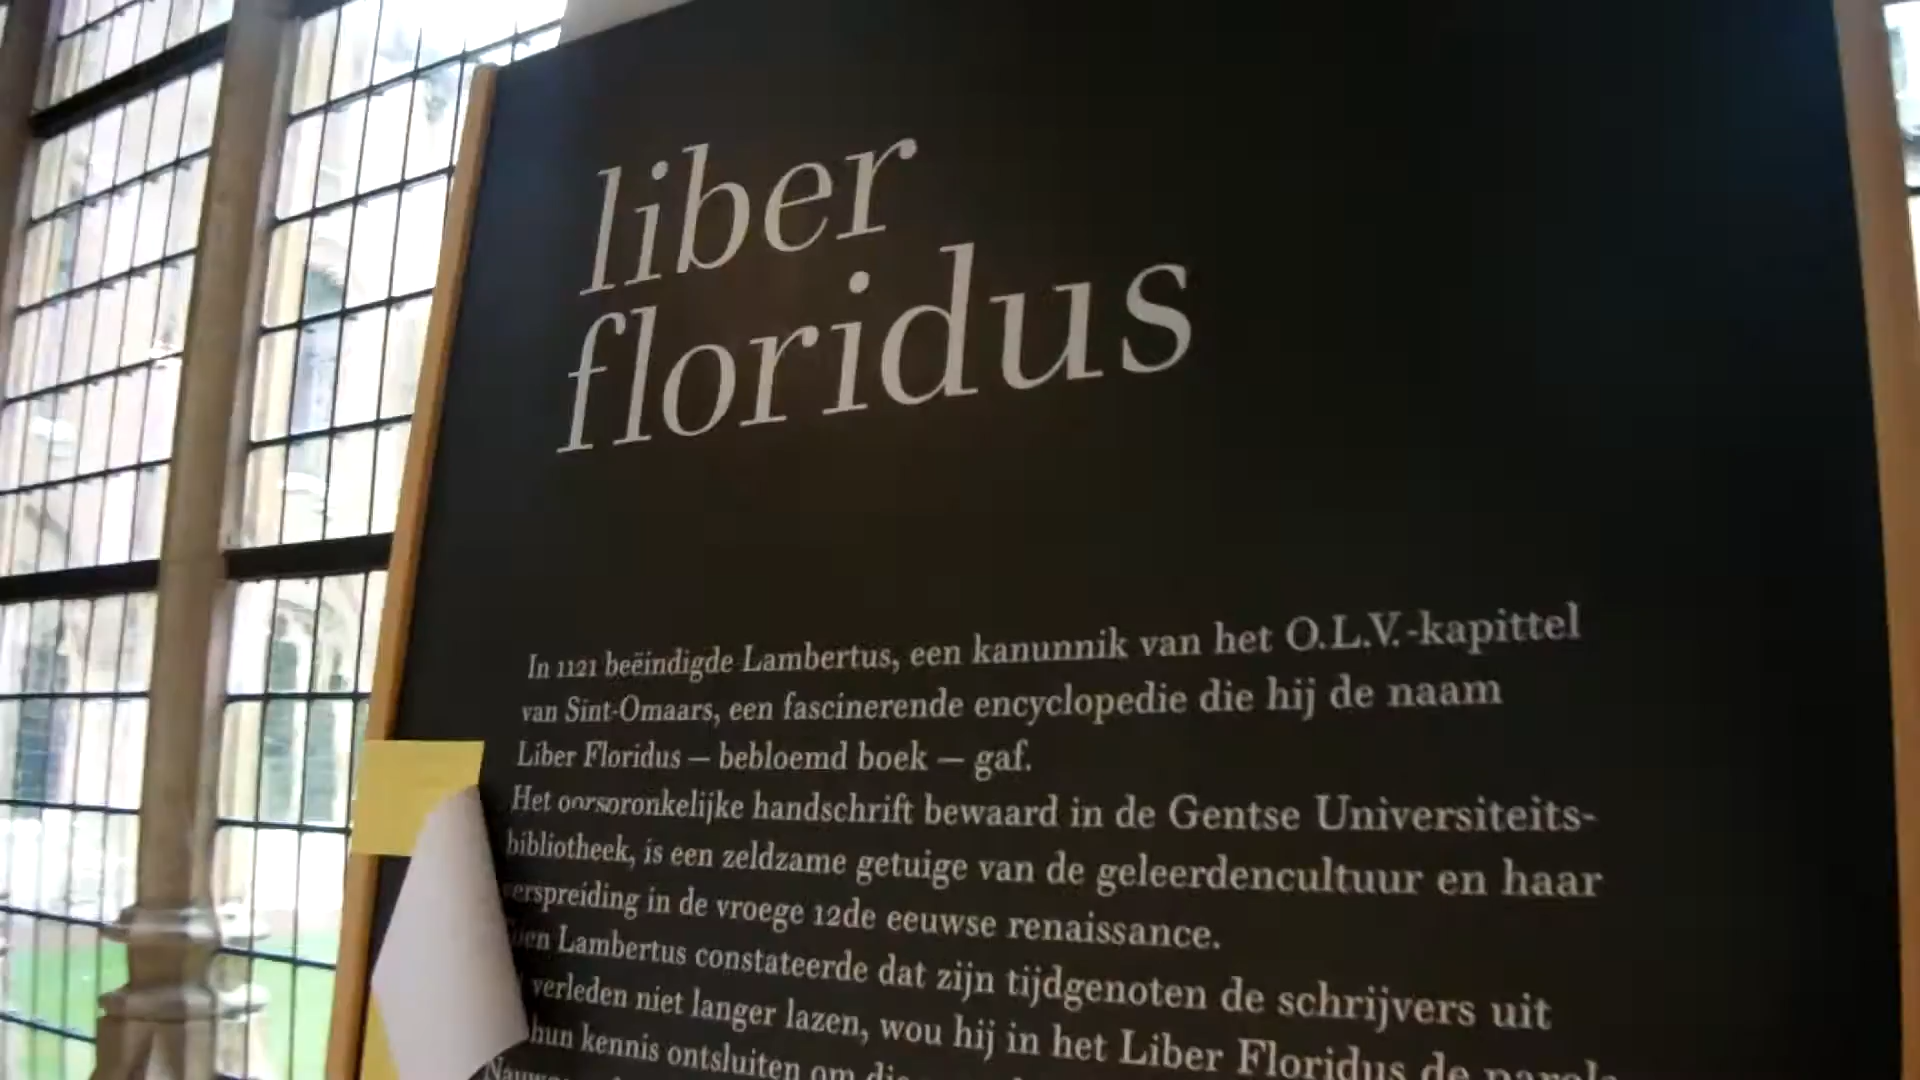 liber
floridus
In 1121 beëindigde Lambertus, een kanunnik van het O.L.V.-kapittel
van Sint-Omaars, een fascinerende encyclopedie die hij de naam
Liber Floridus — bebloemd boek — gaf.
Het oorspronkelijke handschrift bewaard in de Gentse Universiteits-
bibliotheek, is een zeldzame getuige van de geleerdencultuur en haar
verspreiding in de vroege 12de eeuwse renaissance.
Lambertus constateerde dat zijn tijdgenoten de schrijvers uit
verleden niet langer lazen, wou hij in het Liber Floridus de
hun kennis ontsluiten om